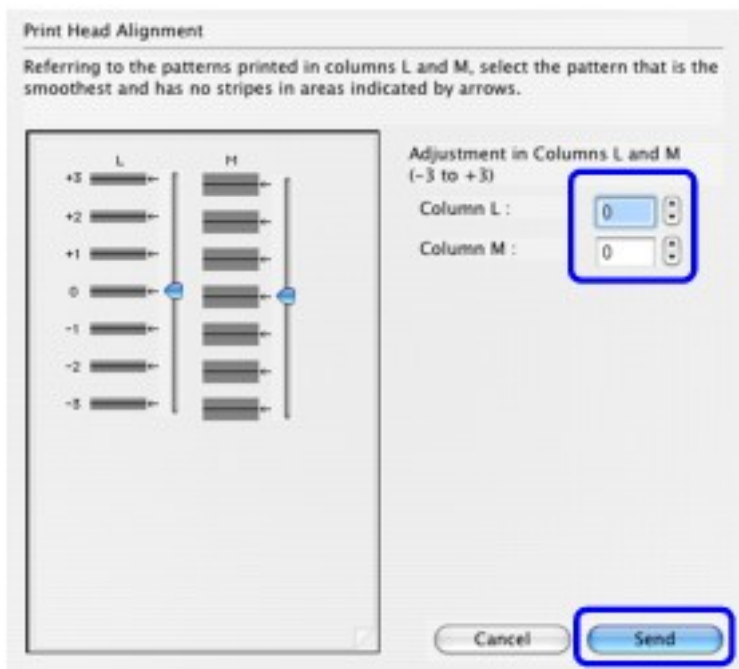 Print Head Alignment
Referring to the patterns printed in columns L and M, select the pattern that is the
smoothest and has no stripes in areas indicated by arrows.
L M
+3
+2
+1
0
-1
-2
-3
Adjustment in Columns L and M
(-3 to +3)
Column L : 0
Column M : 0
Cancel Send